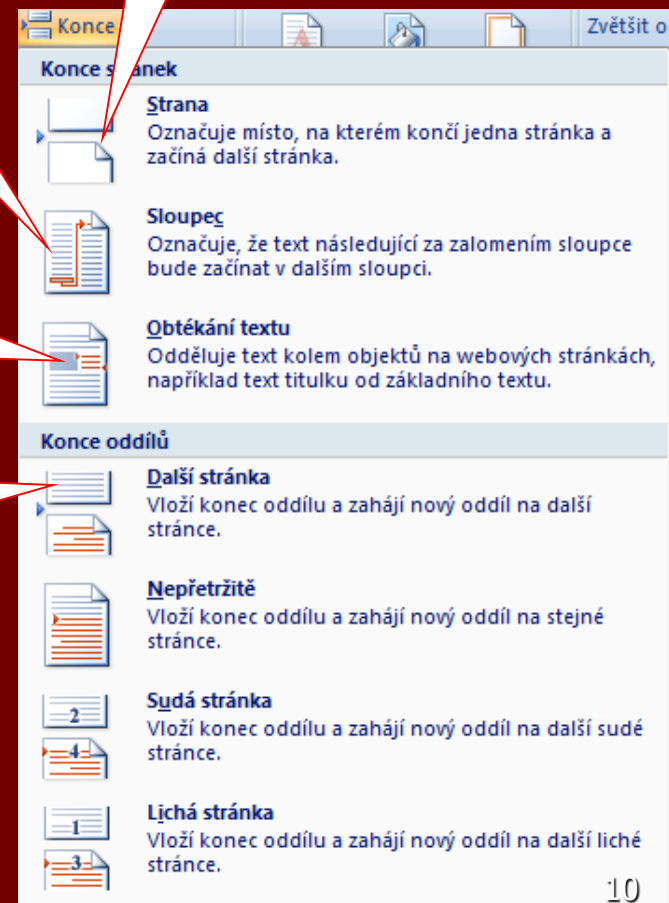 Konce
Zvětšit o
Konce stránek
Strana
Označuje místo, na kterém končí jedna stránka a
začíná další stránka.
Sloupec
Označuje, že text následující za zalomením sloupce
bude začínat v dalším sloupci.
Obtékání textu
Odděluje text kolem objektů na webových stránkách,
například text titulku od základního textu.
Konce oddílů
Další stránka
Vloží konec oddílu a zahájí nový oddíl na další
stránce.
Nepřetržitě
Vloží konec oddílu a zahájí nový oddíl na stejné
stránce.
2
4
Sudá stránka
Vloží konec oddílu a zahájí nový oddíl na další sudé
stránce.
1
3
Lichá stránka
Vloží konec oddílu a zahájí nový oddíl na další liché
stránce.
10